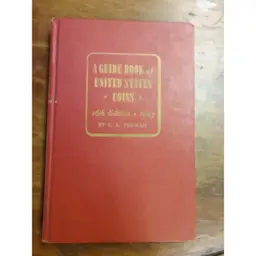 A GUIDE BOOK of
UNITED STATES
• COINS •
Edition •
BY R. S. YEOMAN